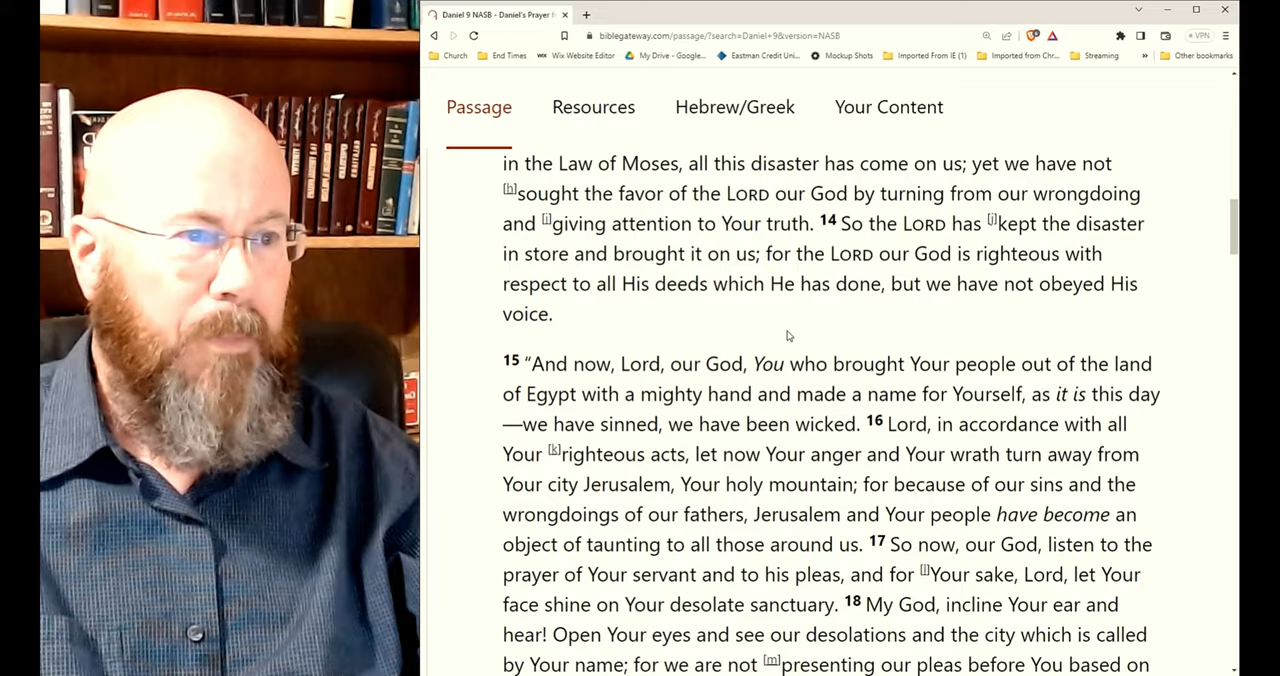 Daniel 9 NASB - Daniel's Prayer f
biblegateway.com/passage/?search=Daniel+9&version=NASB
VPN
Church End Times Wix Website Editor My Drive - Google... Eastman Credit Uni... Mockup Shots Imported From IE (1) Imported from Chr... Streaming » Other bookmarks
Passage Resources Hebrew/Greek Your Content
in the Law of Moses, all this disaster has come on us; yet we have not
[h]sought the favor of the LORD our God by turning from our wrongdoing
and [i]giving attention to Your truth. 14 So the LORD has [j]kept the disaster
in store and brought it on us; for the LORD our God is righteous with
respect to all His deeds which He has done, but we have not obeyed His
voice.
15 “And now, Lord, our God, You who brought Your people out of the land
of Egypt with a mighty hand and made a name for Yourself, as it is this day
—we have sinned, we have been wicked. 16 Lord, in accordance with all
Your [k]righteous acts, let now Your anger and Your wrath turn away from
Your city Jerusalem, Your holy mountain; for because of our sins and the
wrongdoings of our fathers, Jerusalem and Your people have become an
object of taunting to all those around us. 17 So now, our God, listen to the
prayer of Your servant and to his pleas, and for [l]Your sake, Lord, let Your
face shine on Your desolate sanctuary. 18 My God, incline Your ear and
hear! Open Your eyes and see our desolations and the city which is called
by Your name; for we are not [m]presenting our pleas before You based on